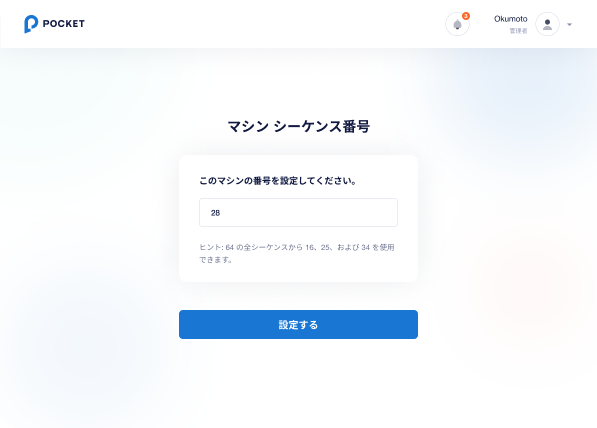 POCKET
3
Okumoto
管理者
マシン シーケンス番号
このマシンの番号を設定してください。
28
ヒント: 64 の全シーケンスから 16、25、および 34 を使用
できます。
設定する